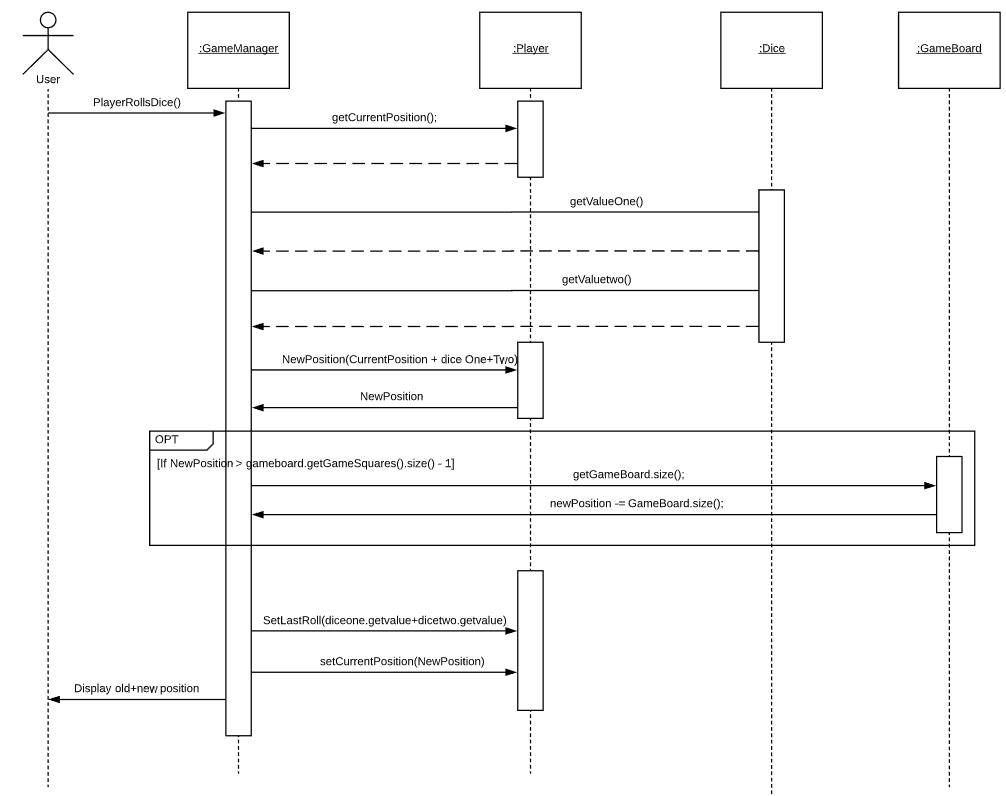 :GameManager
:Player
:Dice
:GameBoard
User
PlayerRollsDice()
getCurrentPosition();
getValueOne()
getValuetwo()
NewPosition(CurrentPosition + dice One+Two)
NewPosition
OPT
[If NewPosition > gameboard.getGameSquares().size() - 1]
getGameBoard.size();
newPosition -= GameBoard.size();
SetLastRoll(diceone.getvalue+dicetwo.getvalue)
setCurrentPosition(NewPosition)
Display old+new position